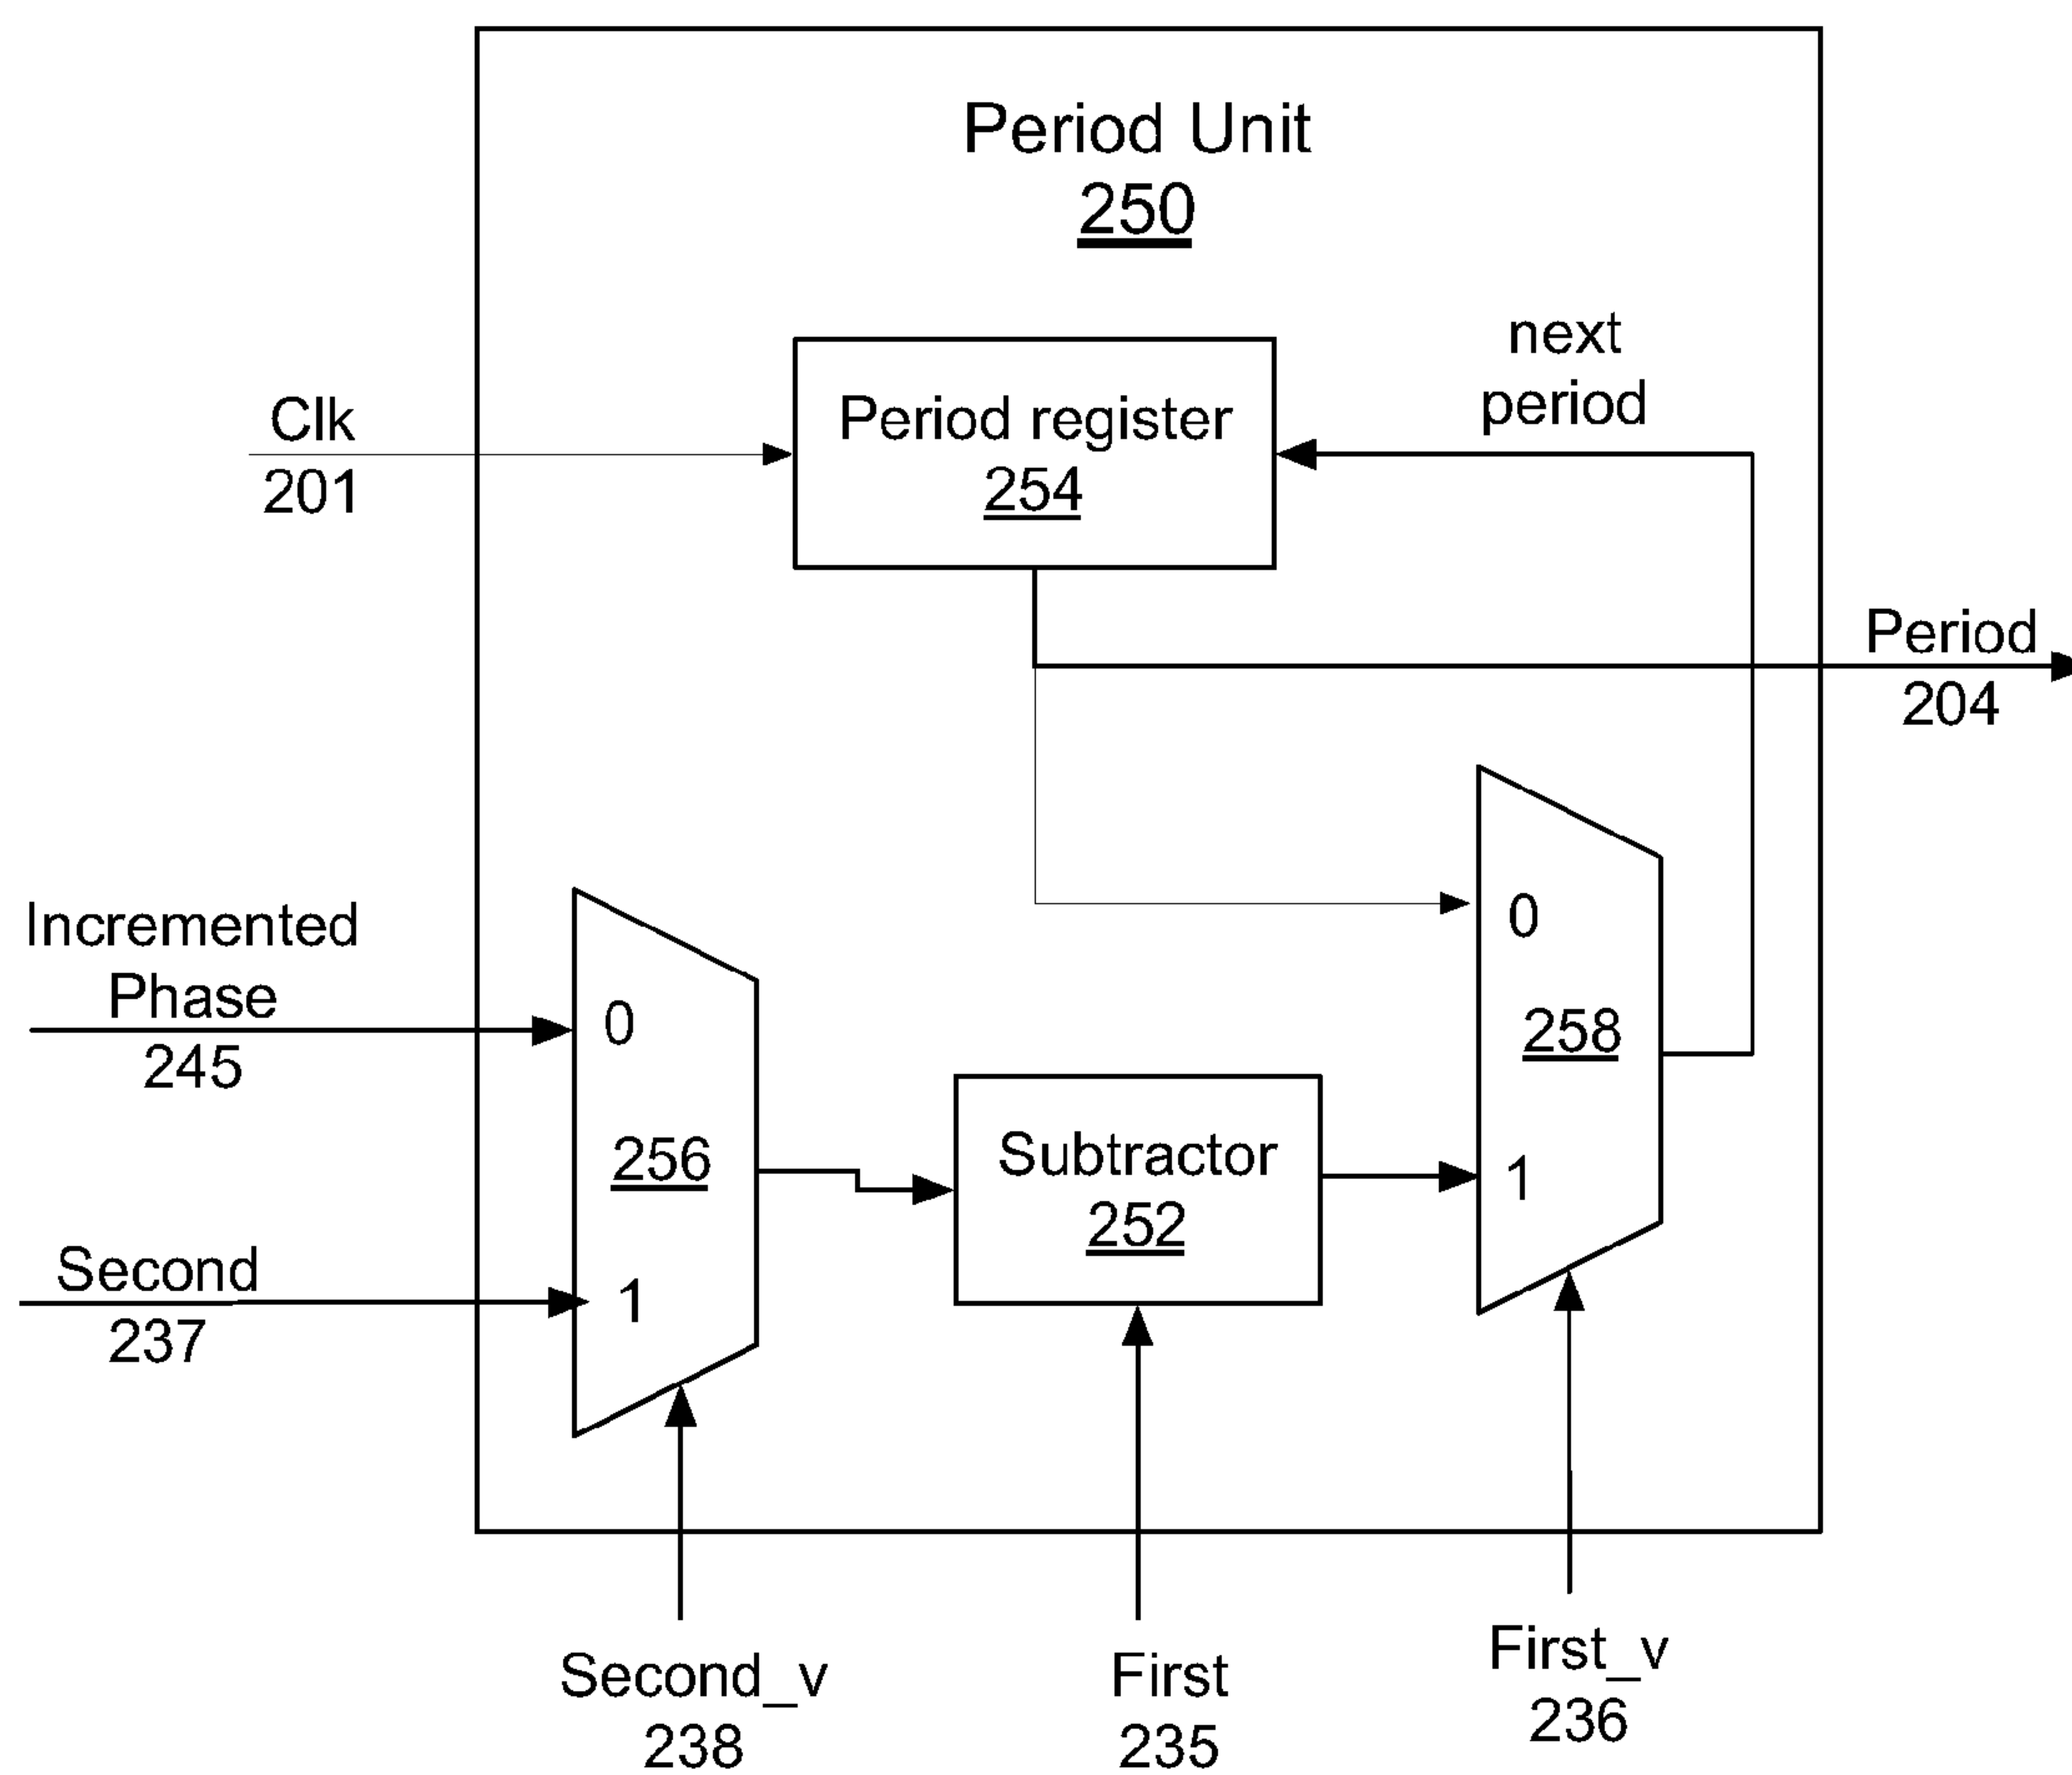 Period Unit
250
next
period
Clk
201
Period register
254
Period
204
Incremented
Phase
245
0
0
258
256
Subtractor
252
1
Second
237
1
Second_v
238
First
235
First_v
236